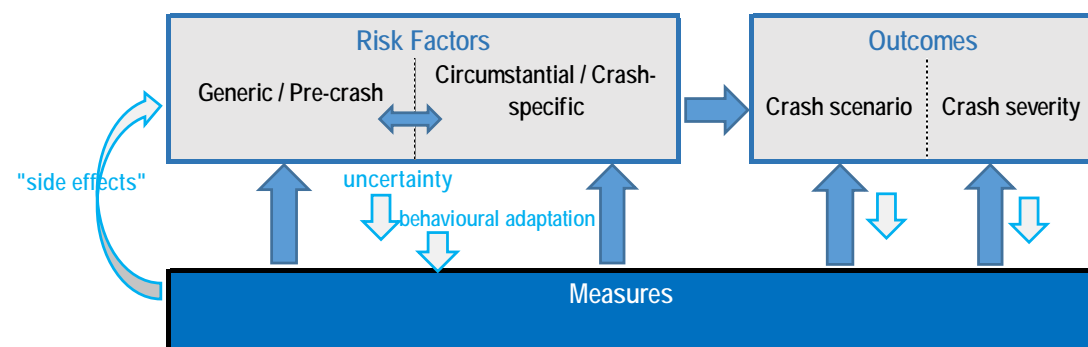 Risk Factors
Generic / Pre-crash
Circumstantial / Crash-
specific
Outcomes
Crash scenario
Crash severity
"side effects"
uncertainty
behavioural adaptation
Measures